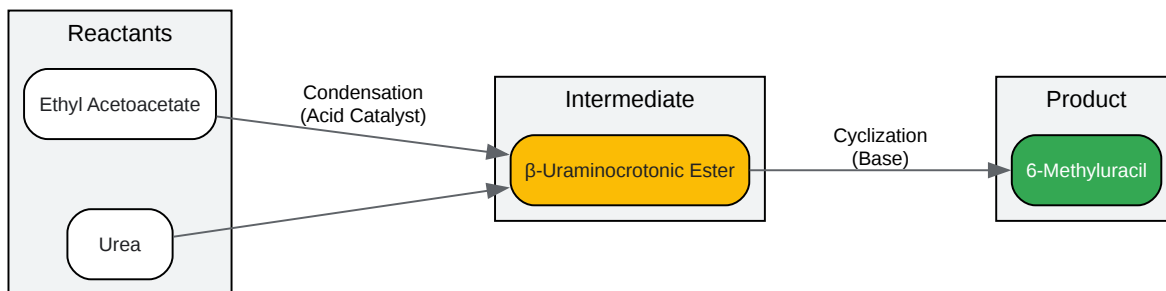 Reactants
Ethyl Acetoacetate
Urea
Condensation
(Acid Catalyst)
Intermediate
β-Uraminocrotonic Ester
Cyclization
(Base)
Product
6-Methyluracil